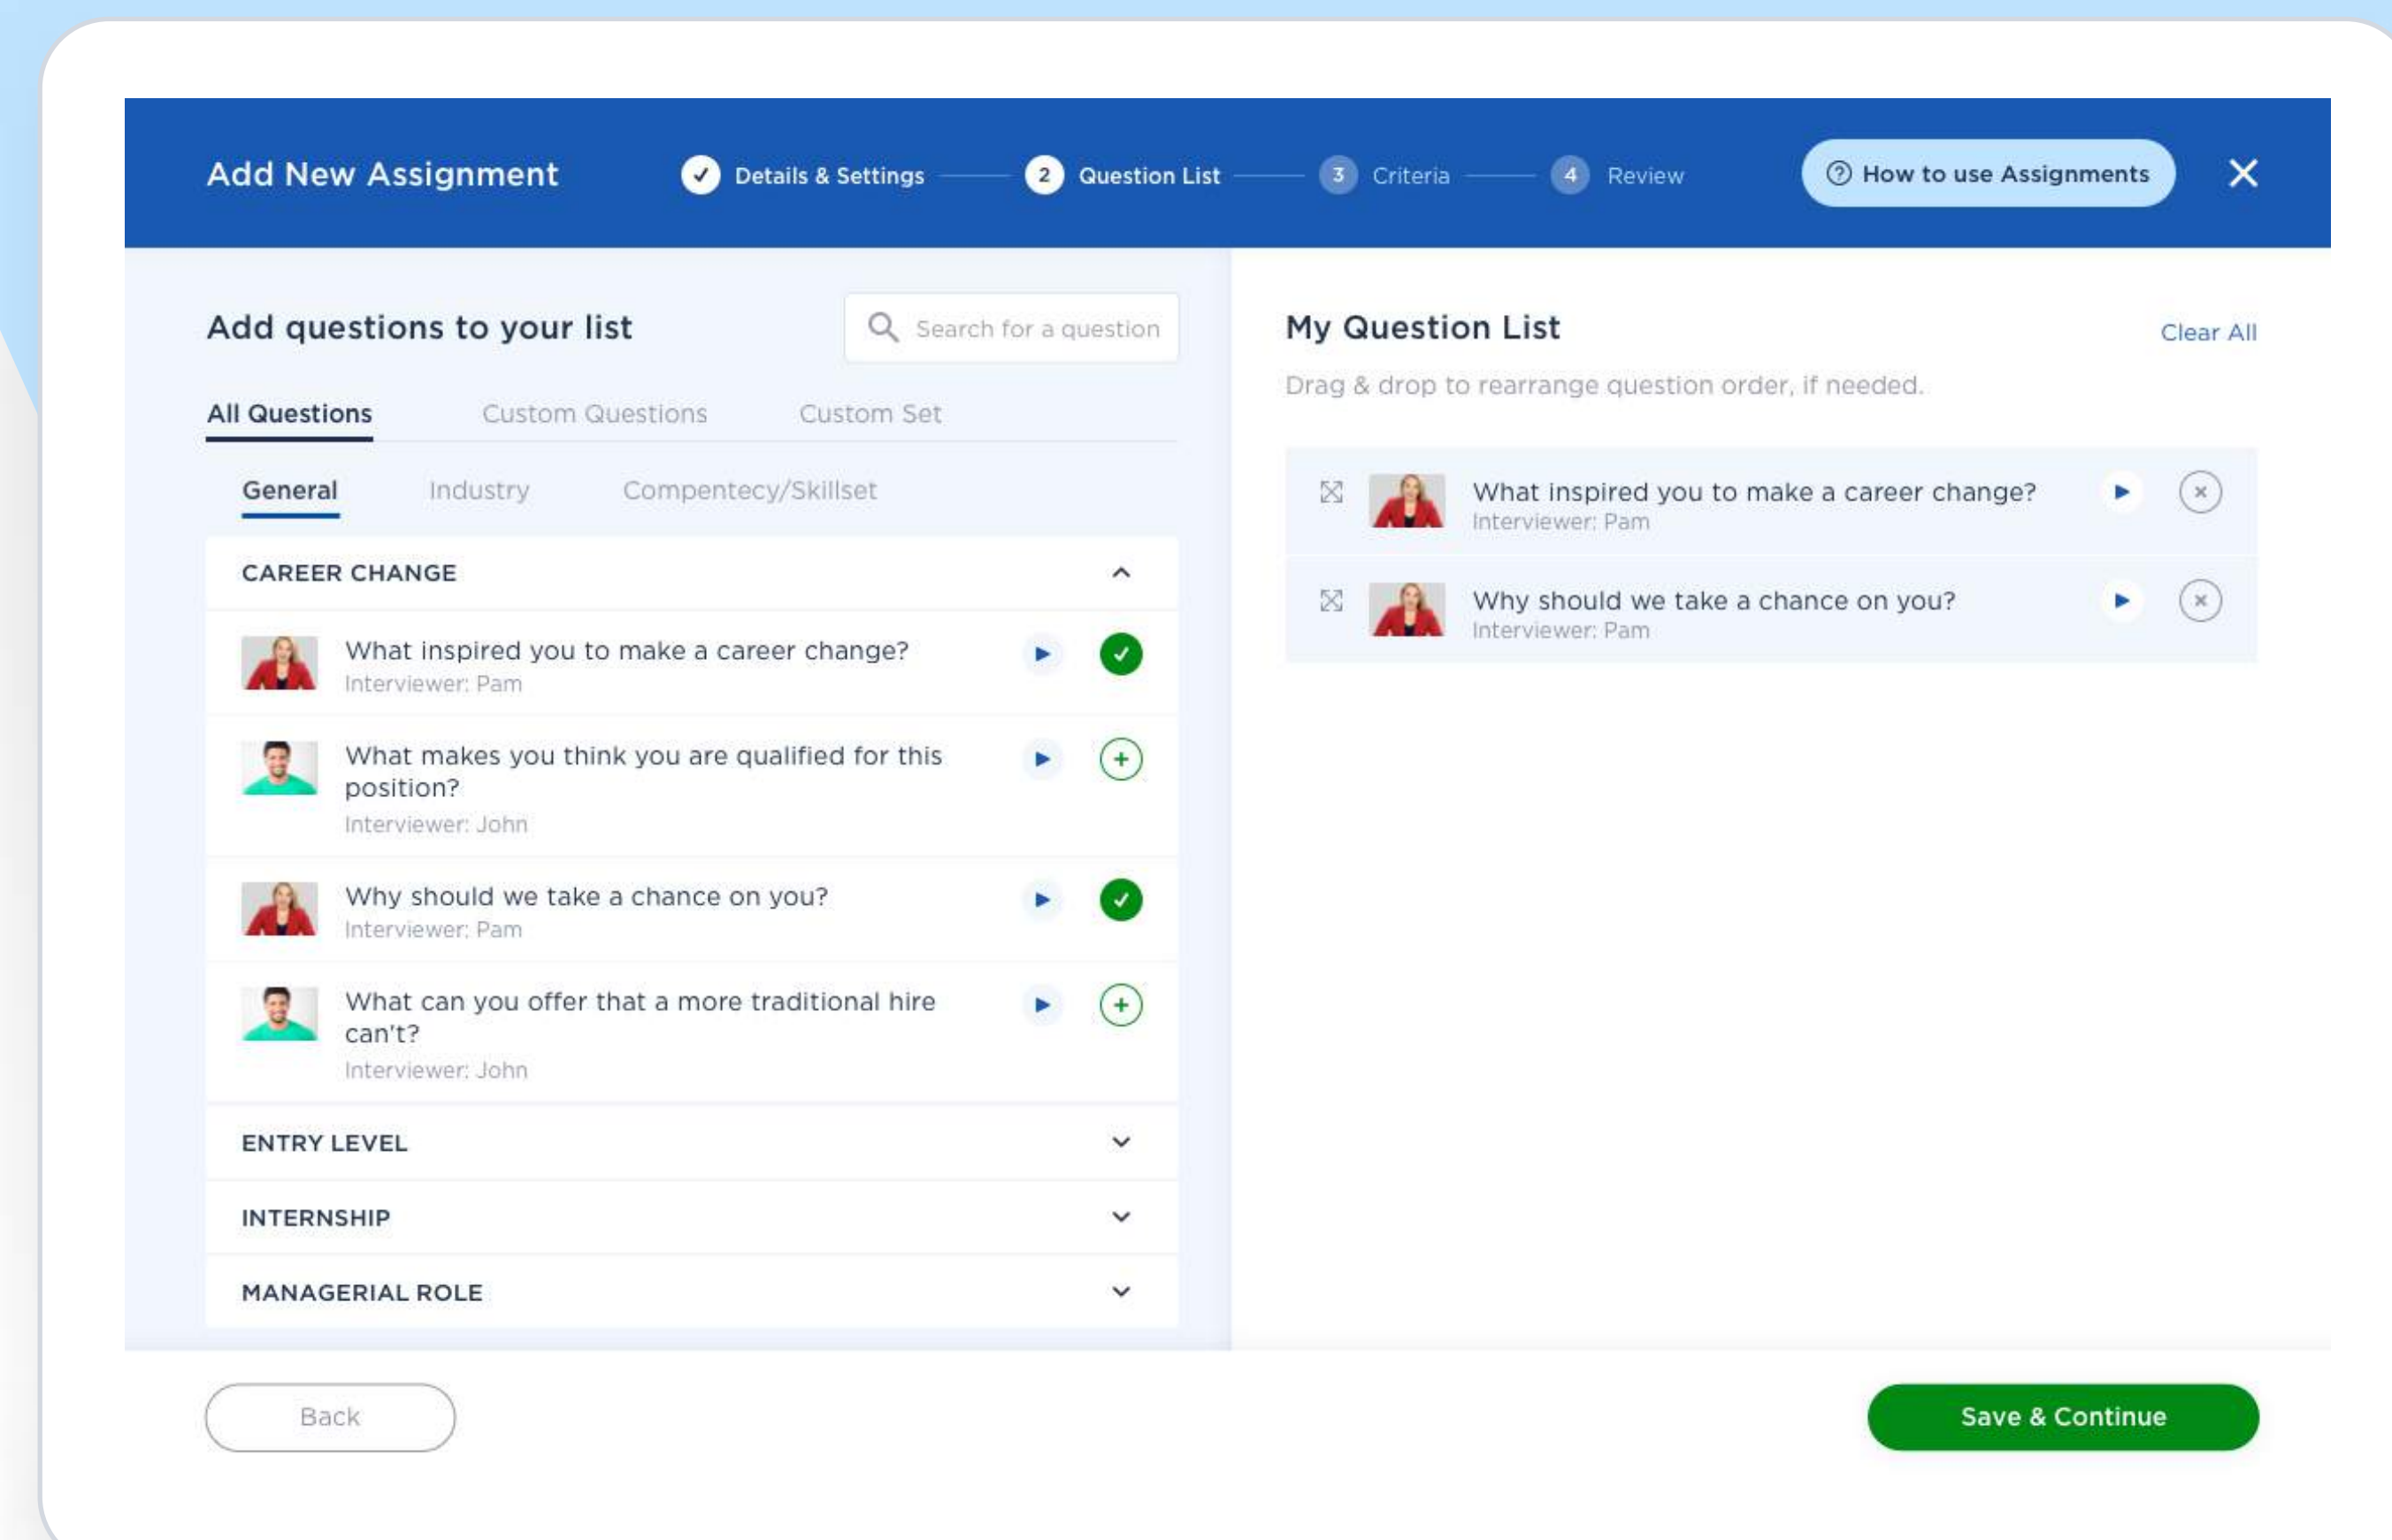 Add New Assignment
Details & Settings
2 Question List
3 Criteria
4 Review
? How to use Assignments
Add questions to your list
Search for a question
All Questions
Custom Questions
Custom Set
General
Industry
Compentecy/Skillset
CAREER CHANGE
What inspired you to make a career change?
Interviewer: Pam
What makes you think you are qualified for this
position?
Interviewer: John
Why should we take a chance on you?
Interviewer: Pam
What can you offer that a more traditional hire
can't?
Interviewer: John
ENTRY LEVEL
INTERNSHIP
MANAGERIAL ROLE
My Question List
Clear All
Drag & drop to rearrange question order, if needed.
What inspired you to make a career change?
Interviewer: Pam
Why should we take a chance on you?
Interviewer: Pam
Back
Save & Continue